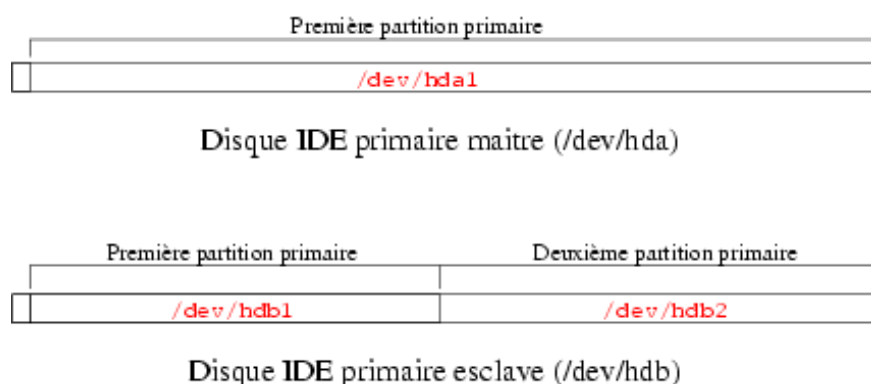 Première partition primaire
/dev/hda1
Disque IDE primaire maitre (/dev/hda)
Première partition primaire Deuxième partition primaire
/dev/hdb1 /dev/hdb2
Disque IDE primaire esclave (/dev/hdb)